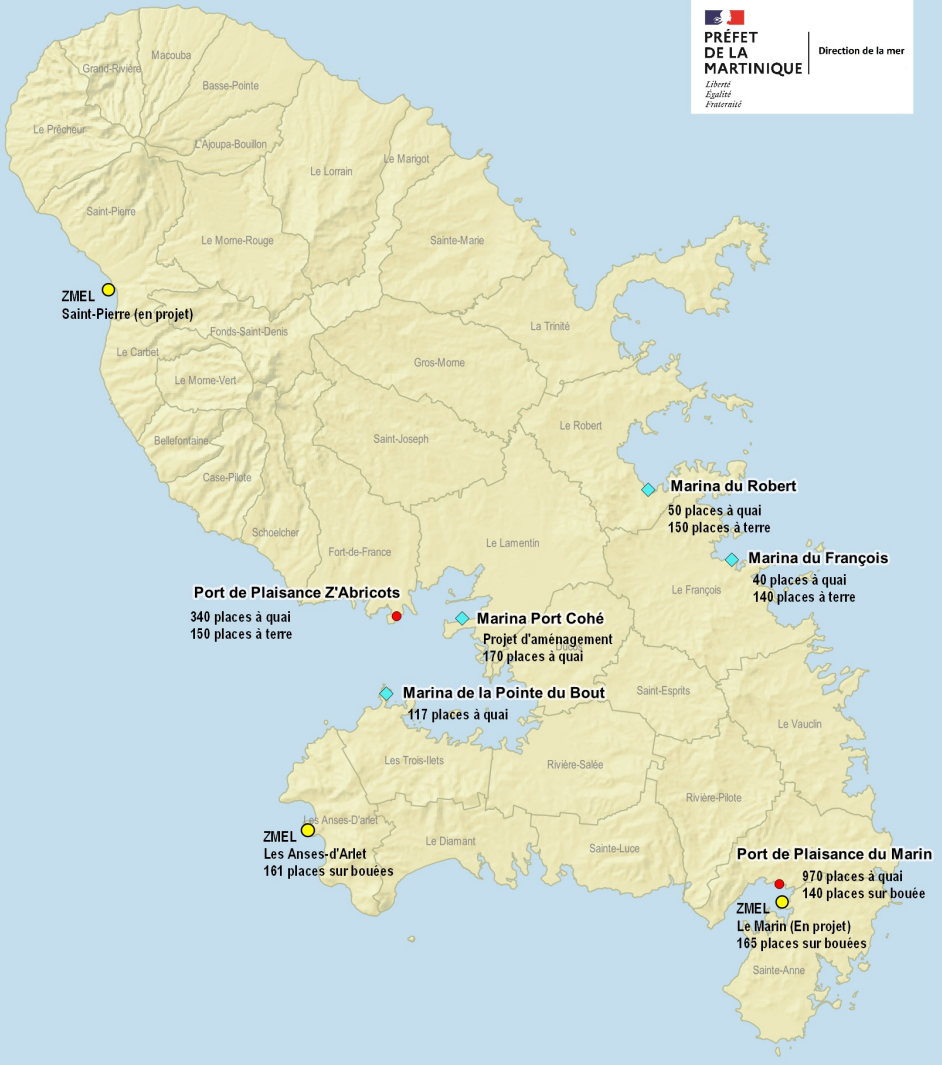 PRÉFET
DE LA
MARTINIQUE
Liberté
Égalité
Fraternité
Direction de la mer
Macouba
Grand-Rivière
Basse-Pointe
Le Prêcheur
L'Ajoupa-Bouillon
Le Marigot
Le Lorrain
Saint-Pierre
Le Morne-Rouge
Sainte-Marie
ZMEL
Saint-Pierre (en projet)
Fonds-Saint-Denis
La Trinité
Le Carbet
Gros-Morne
Le Morne-Vert
Le Robert
Bellefontaine
Saint-Joseph
Case-Pilote
Marina du Robert
50 places à quai
150 places à terre
Schoelcher
Fort-de-France
Le Lamentin
Marina du François
40 places à quai
140 places à terre
Le François
Port de Plaisance Z'Abricots
340 places à quai
150 places à terre
Marina Port Cohé
Projet d'aménagement
170 places à quai
Ducos
Marina de la Pointe du Bout
117 places à quai
Saint-Esprits
Le Vauclin
Les Trois-Ilets
Rivière-Salée
Rivière-Pilote
Les Anses-D'arlet
ZMEL
Les Anses-d'Arlet
161 places sur bouées
Le Diamant
Sainte-Luce
Port de Plaisance du Marin
970 places à quai
140 places sur bouée
ZMEL
Le Marin (En projet)
165 places sur bouées
Sainte-Anne